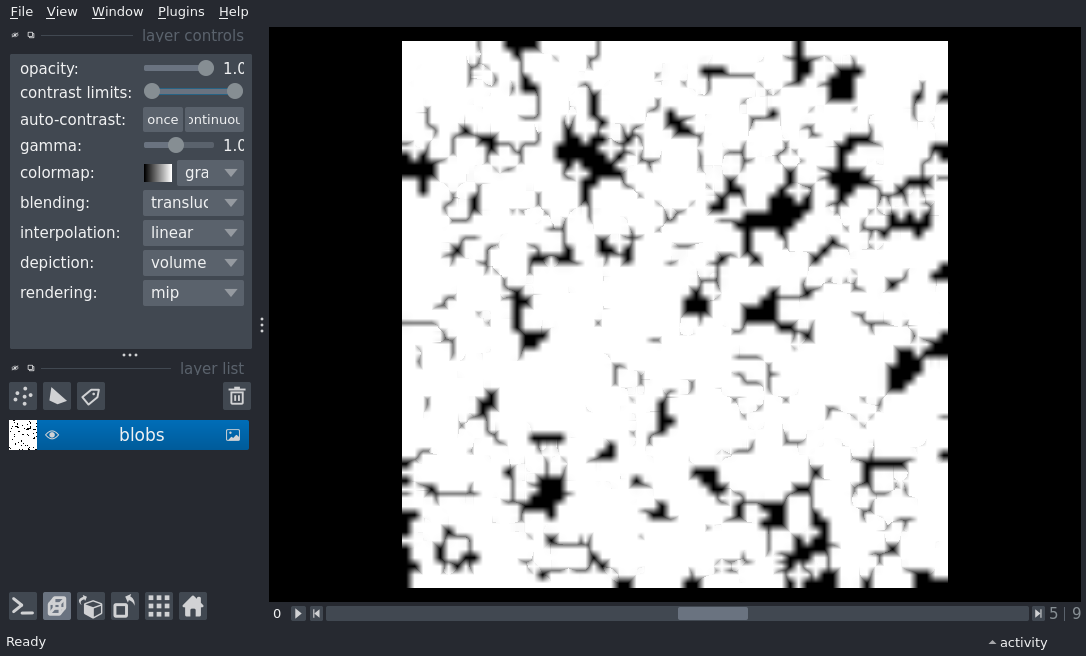 File View Window Plugins Help
layer controls
opacity: 1.0
contrast limits:
auto-contrast: once ontinuou
gamma: 1.0
colormap: gra
blending: transluc
interpolation: linear
depiction: volume
rendering: mip
layer list
blobs
0 5 | 9
Ready
activity